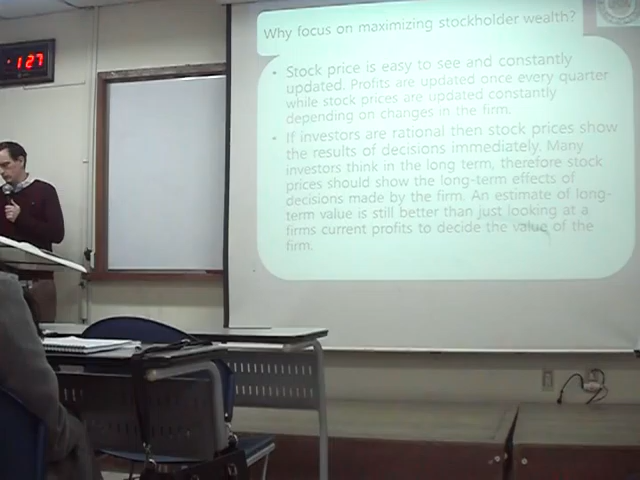 Why focus on maximizing stockholder wealth?
:127
• Stock price is easy to see and constantly
updated. Profits are updated once every quarter
while stock prices are updated constantly
depending on changes in the firm.
• If investors are rational then stock prices show
the results of decisions immediately. Many
investors think in the long term, therefore stock
prices should show the long-term effects of
decisions made by the firm. An estimate of long-
term value is still better than just looking at a
firms current profits to decide the value of the
firm.